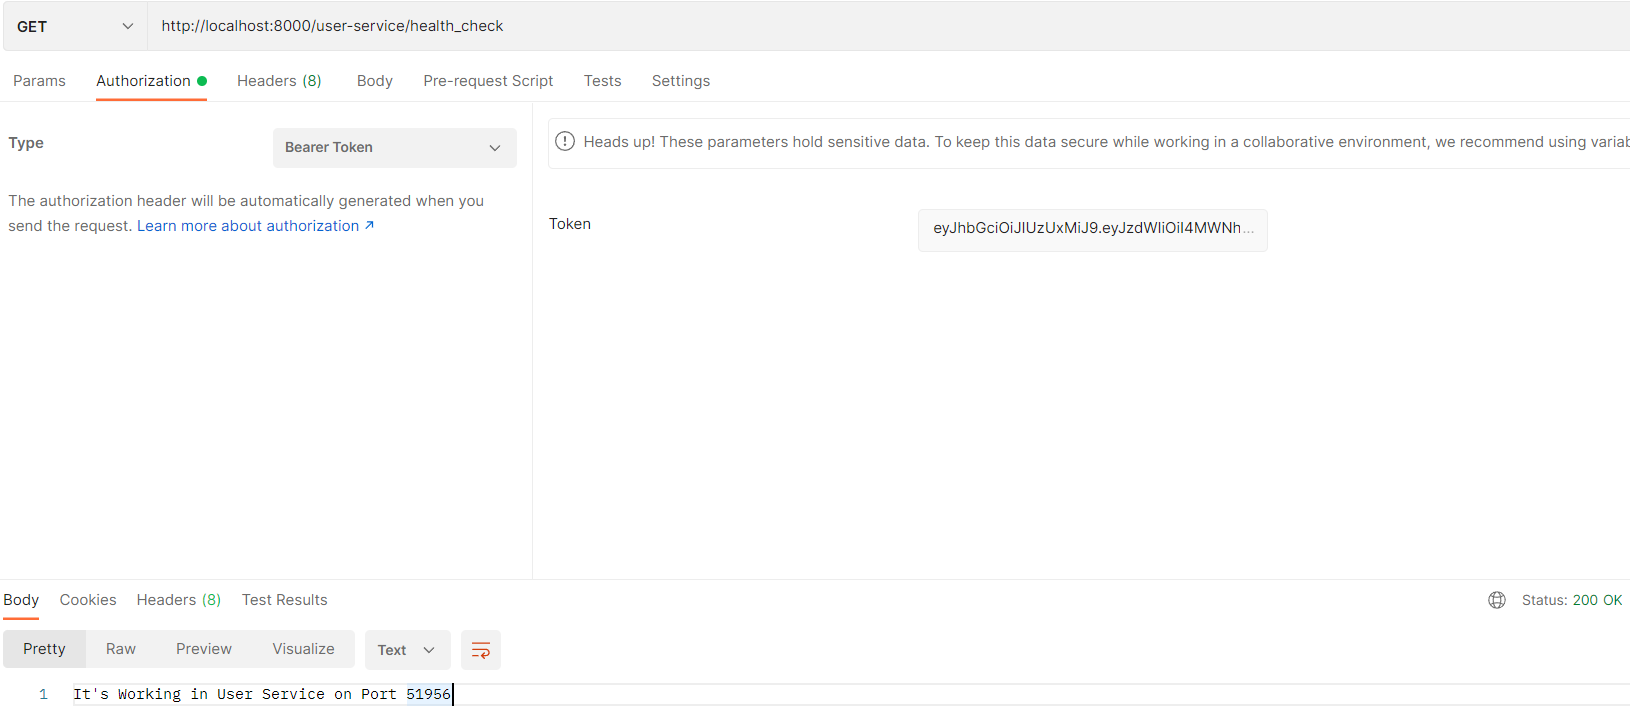 GET http://localhost:8000/user-service/health_check
Params Authorization Headers (8) Body Pre-request Script Tests Settings
Type Bearer Token
The authorization header will be automatically generated when you
send the request. Learn more about authorization ↗
Heads up! These parameters hold sensitive data. To keep this data secure while working in a collaborative environment, we recommend using variab
Token eyJhbGciOiJIUzUxMiJ9.eyJzdWIiOiI4MWNh...
Body Cookies Headers (8) Test Results Status: 200 OK
Pretty Raw Preview Visualize Text
1 It's Working in User Service on Port 51956